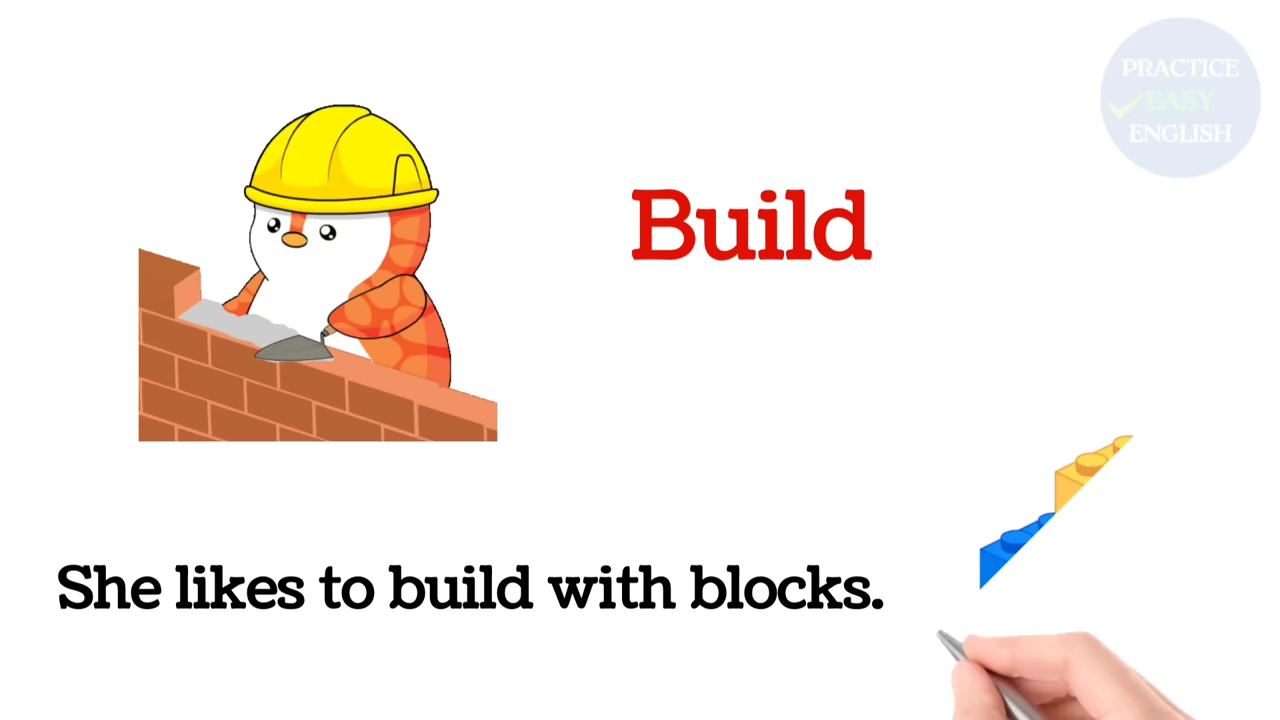 PRACTICE
EASY
ENGLISH
Build
She likes to build with blocks.